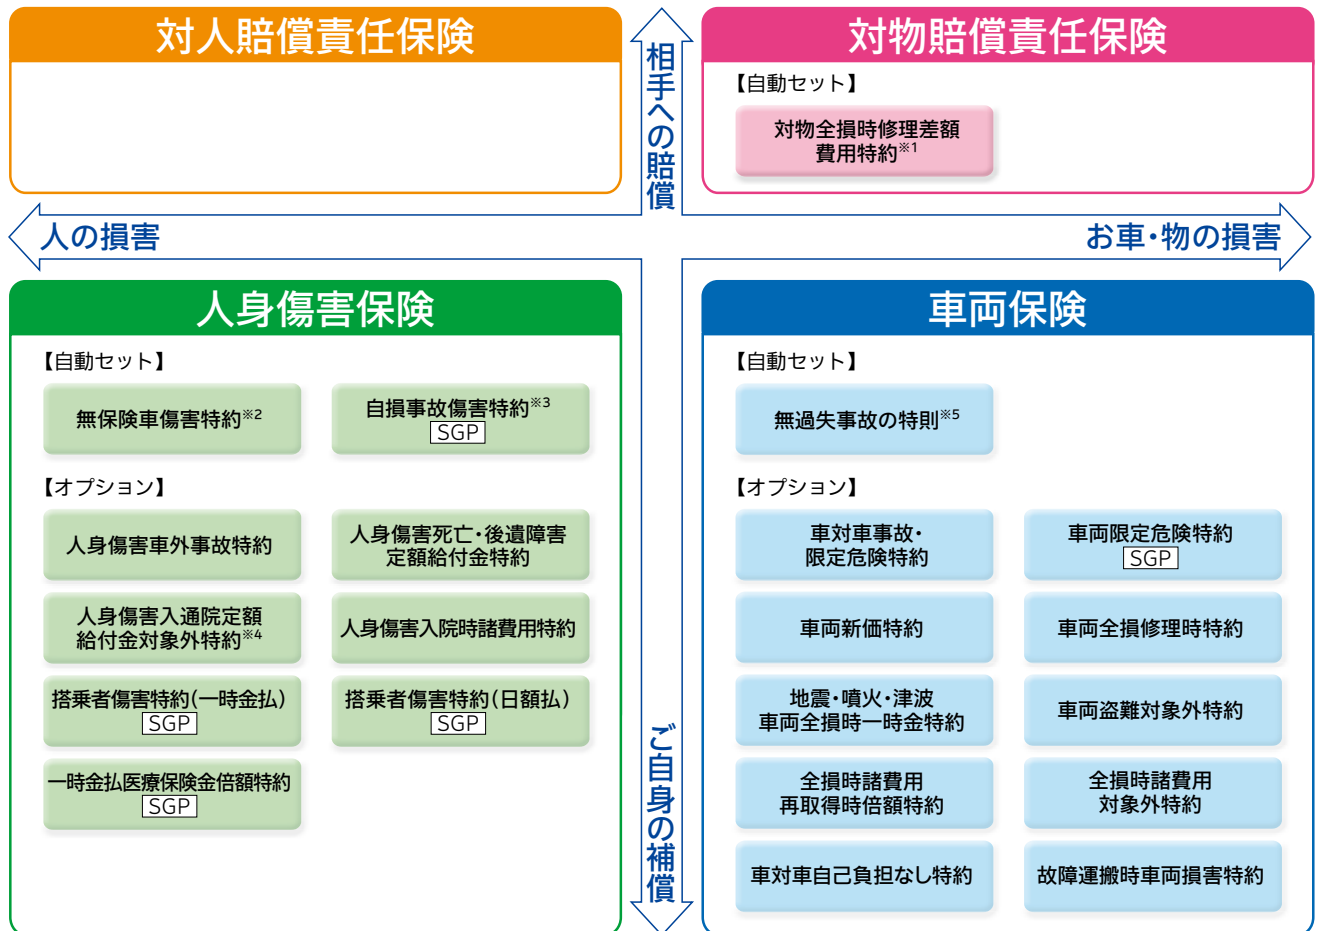 対人賠償責任保険
相手への賠償
対物賠償責任保険
【自動セット】
対物全損時修理差額
費用特約※1
人の損害
お車・物の損害
人身傷害保険
【自動セット】
無保険車傷害特約※2
自損事故傷害特約※3
SGP
【オプション】
人身傷害車外事故特約
人身傷害死亡・後遺障害
定額給付金特約
人身傷害入通院定額
給付金対象外特約※4
人身傷害入院時諸費用特約
搭乗者傷害特約(一時金払)
SGP
搭乗者傷害特約(日額払)
SGP
一時金払医療保険金倍額特約
SGP
ご自身の補償
車両保険
【自動セット】
無過失事故の特則※5
【オプション】
車対車事故・
限定危険特約
車両限定危険特約
SGP
車両新価特約
車両全損修理時特約
地震・噴火・津波
車両全損時一時金特約
車両盗難対象外特約
全損時諸費用
再取得時倍額特約
全損時諸費用
対象外特約
車対車自己負担なし特約
故障運搬時車両損害特約